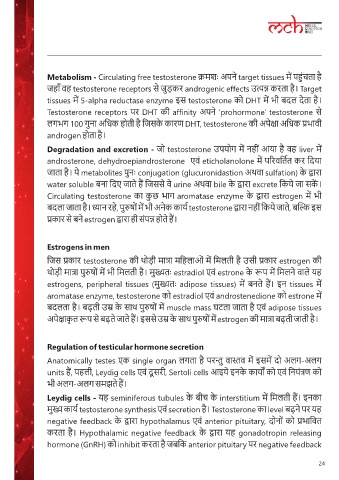 mch
Metabolism - Circulating free testosterone क्रमशः अपने target tissues में पहुंचता है
जहाँ वह testosterone receptors से जुड़कर androgenic effects उत्पन्न करता है। Target
tissues में 5-alpha reductase enzyme इस testosterone को DHT में भी बदल देता है।
Testosterone receptors पर DHT की affinity अपने 'prohormone' testosterone से
लगभग 100 गुना अधिक होती है जिसके कारण DHT, testosterone की अपेक्षा अधिक प्रभावी
androgen होता है।
Degradation and excretion - जो testosterone उपयोग में नहीं आया है वह liver में
androsterone, dehydroepiandrosterone एवं eticholanolone में परिवर्तित कर दिया
जाता है। ये metabolites पुनः conjugation (glucuronidastion अथवा sulfation) के द्वारा
water soluble बना दिए जाते हैं जिससे वे urine अथवा bile के द्वारा excrete किये जा सकें।
Circulating testosterone का कुछ भाग aromatase enzyme के द्वारा estrogen में भी
बदला जाता है। ध्यान रहे, पुरुषों में भी अनेक कार्य testosterone द्वारा नहीं किये जाते, बल्कि इस
प्रकार से बने estrogen द्वारा ही संपन्न होते हैं।
Estrogens in men
जिस प्रकार testosterone की थोड़ी मात्रा महिलाओं में मिलती है उसी प्रकार estrogen की
थोड़ी मात्रा पुरुषों में भी मिलती है। मुख्यतः estradiol एवं estrone के रूप में मिलने वाले यह
estrogens, peripheral tissues (मुख्यतः adipose tissues) में बनते हैं। इन tissues में
aromatase enzyme, testosterone को estradiol एवं androstenedione को estrone में
बदलता है। बढ़ती उम्र के साथ पुरुषों में muscle mass घटता जाता है एवं adipose tissues
अपेक्षाकृत रूप से बढ़ते जाते हैं। इससे उम्र के साथ पुरुषों में estrogen की मात्रा बढ़ती जाती है।
Regulation of testicular hormone secretion
Anatomically testes एक single organ लगता है परन्तु वास्तव में इसमें दो अलग-अलग
units हैं, पहली, Leydig cells एवं दूसरी, Sertoli cells आइये इनके कार्यों को एवं नियंत्रण को
भी अलग-अलग समझते हैं।
Leydig cells - यह seminiferous tubules के बीच के interstitium में मिलती हैं। इनका
मुख्य कार्य testosterone synthesis एवं secretion है। Testosterone का level बढ़ने पर यह
negative feedback के द्वारा hypothalamus एवं anterior pituitary, दोनों को प्रभावित
करता है। Hypothalamic negative feedback के द्वारा यह gonadotropin releasing
hormone (GnRH) को inhibit करता है जबकि anterior pituitary पर negative feedback
24